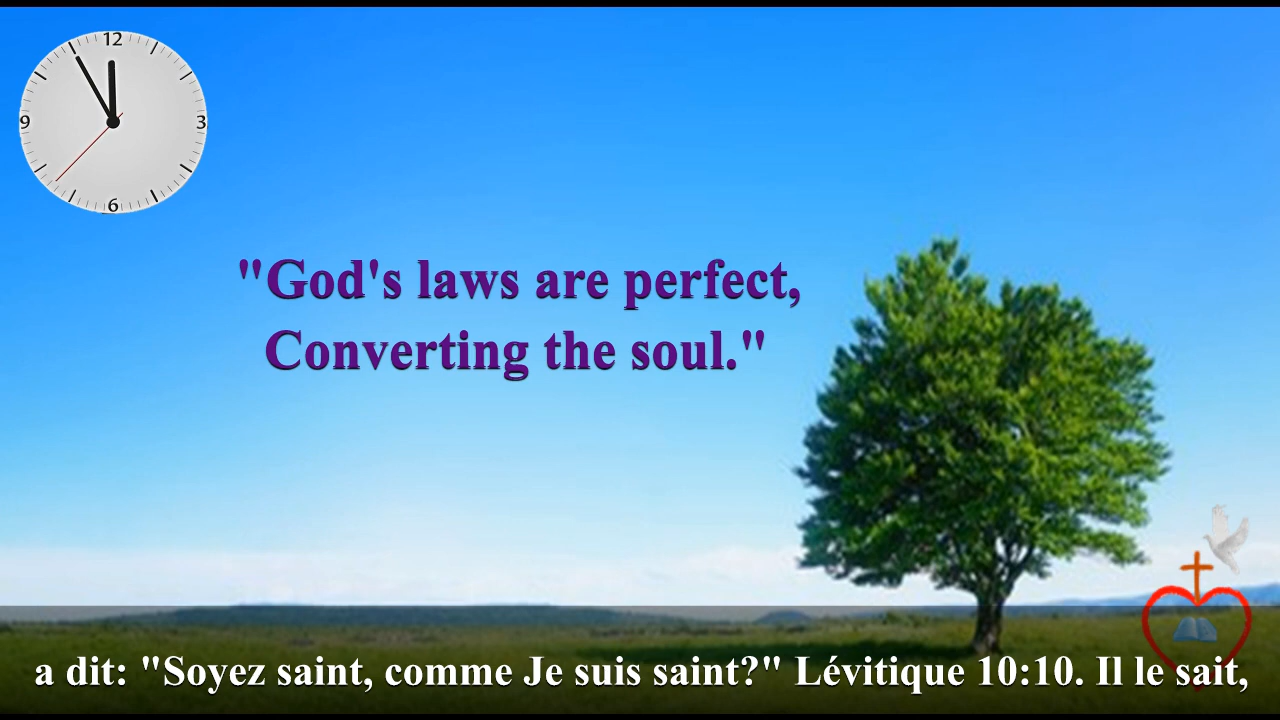 12
9
3
6
"God's laws are perfect,
Converting the soul."
a dit: "Soyez saint, comme Je suis saint?" Lévitique 10:10. Il le sait,